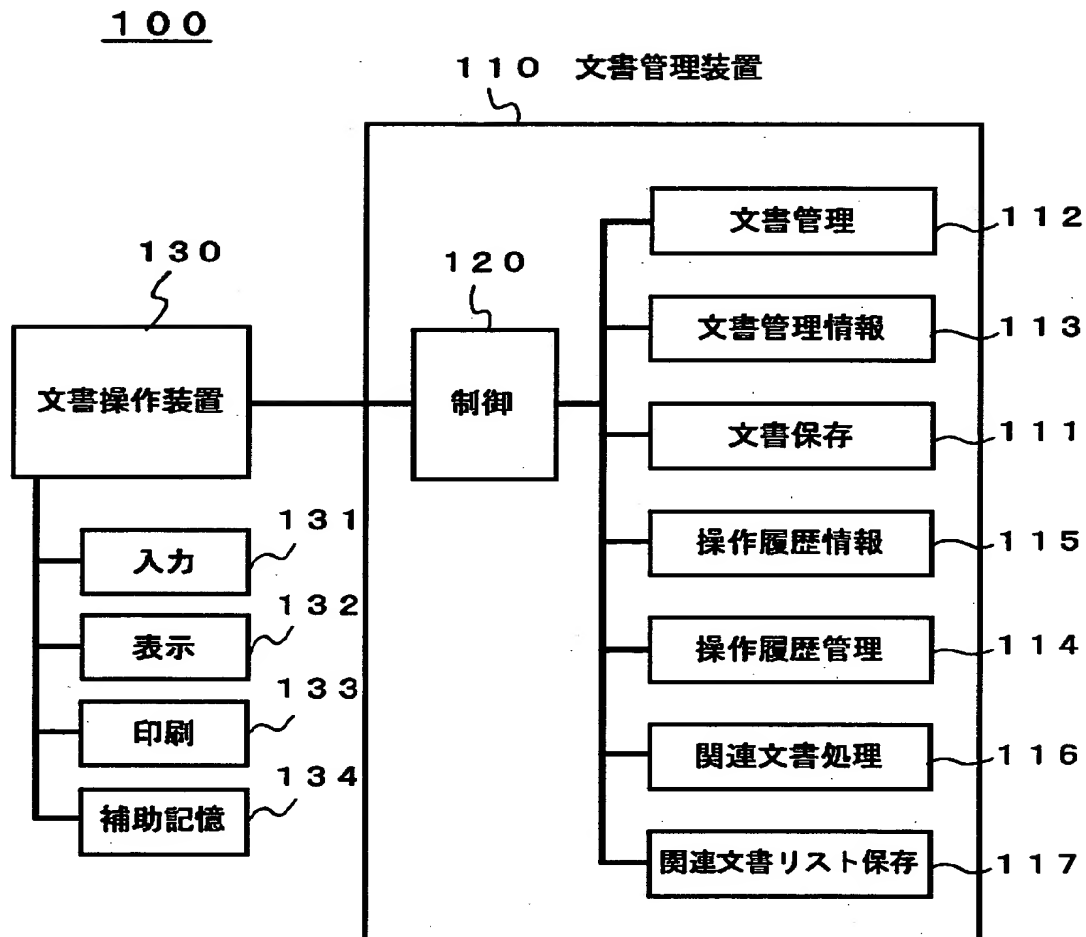 １００
１１０ 文書管理装置
文書管理 １１２
１３０
１２０
文書管理情報 １１３
文書操作装置
制御
文書保存 １１１
１３１
入力
操作履歴情報 １１５
１３２
表示
操作履歴管理 １１４
１３３
印刷
関連文書処理 １１６
１３４
補助記憶
関連文書リスト保存 １１７